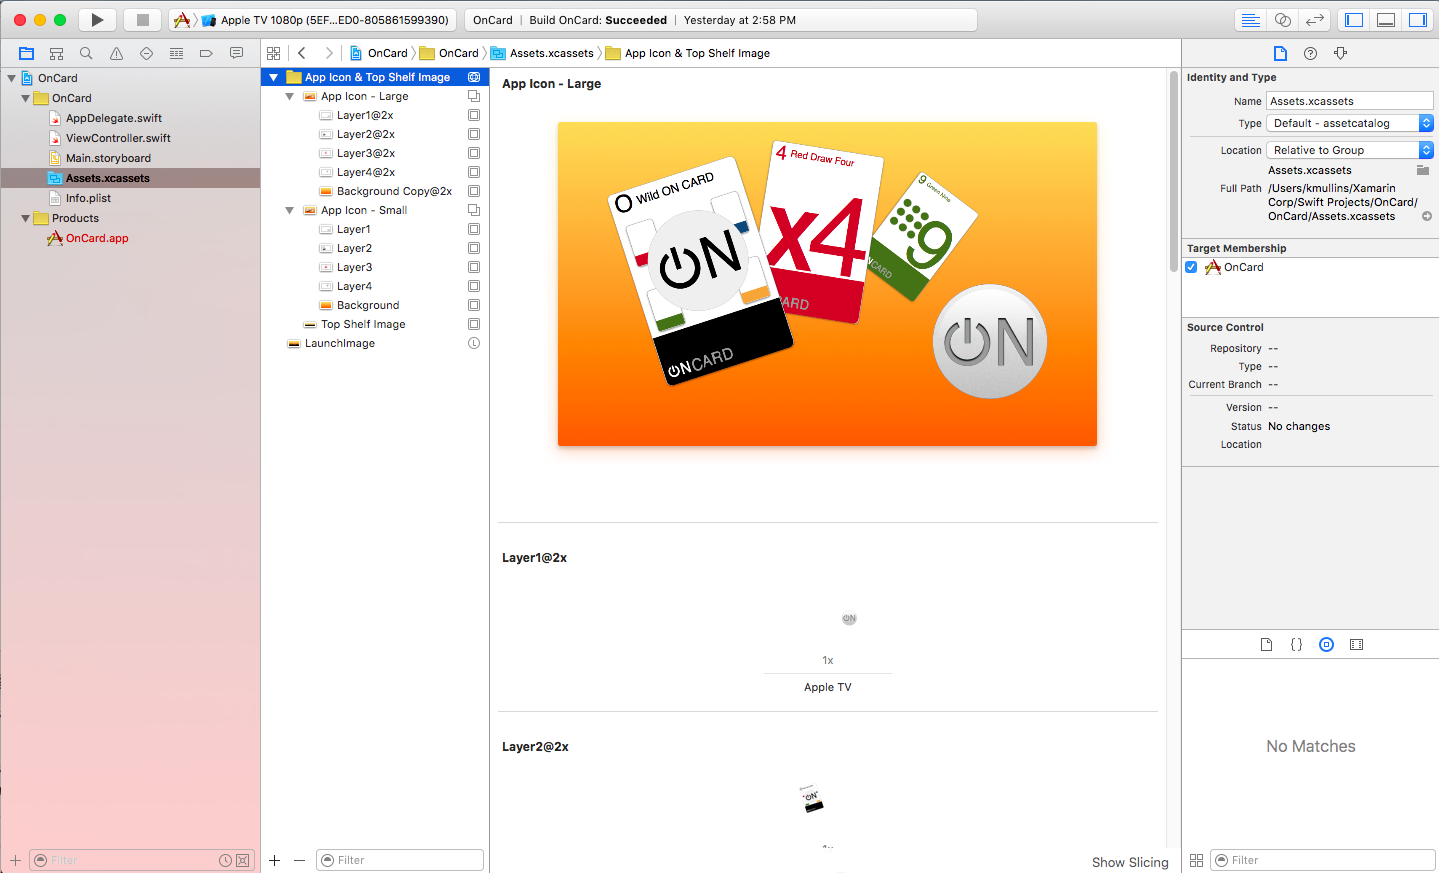 Apple TV 1080p (5EF...ED0-805861599390)
OnCard | Build OnCard: Succeeded | Yesterday at 2:58 PM
OnCard
OnCard
AppDelegate.swift
ViewController.swift
Main.storyboard
Assets.xcassets
Info.plist
Products
OnCard.app
Filter
OnCard
OnCard
Assets.xcassets
App Icon & Top Shelf Image
App Icon & Top Shelf Image
App Icon - Large
Layer1@2x
Layer2@2x
Layer3@2x
Layer4@2x
Background Copy@2x
App Icon - Small
Layer1
Layer2
Layer3
Layer4
Background
Top Shelf Image
LaunchImage
Filter
App Icon - Large
O Wild ON CARD
ON
ONCARD
4 Red Draw Four
x4
CARD
9 Green Nine
9
NCARD
ON
Layer1@2x
ON
1x
Apple TV
Layer2@2x
ON
1x
Show Slicing
Identity and Type
Name Assets.xcassets
Type Default - assetcatalog
Location Relative to Group
Assets.xcassets
Full Path /Users/kmullins/Xamarin
Corp/Swift Projects/OnCard/
OnCard/Assets.xcassets
Target Membership
OnCard
Source Control
Repository --
Type --
Current Branch --
Version --
Status No changes
Location
{}
No Matches
Filter